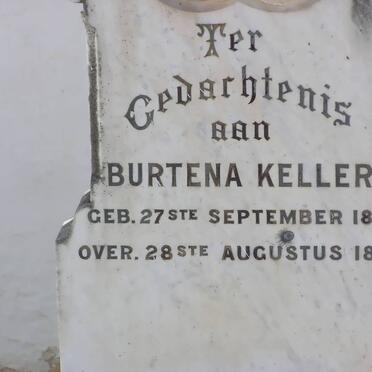 Ter
Gedachtenis
aan
BURTENA KELLER
GEB. 27STE SEPTEMBER 18
OVER. 28STE AUGUSTUS 18